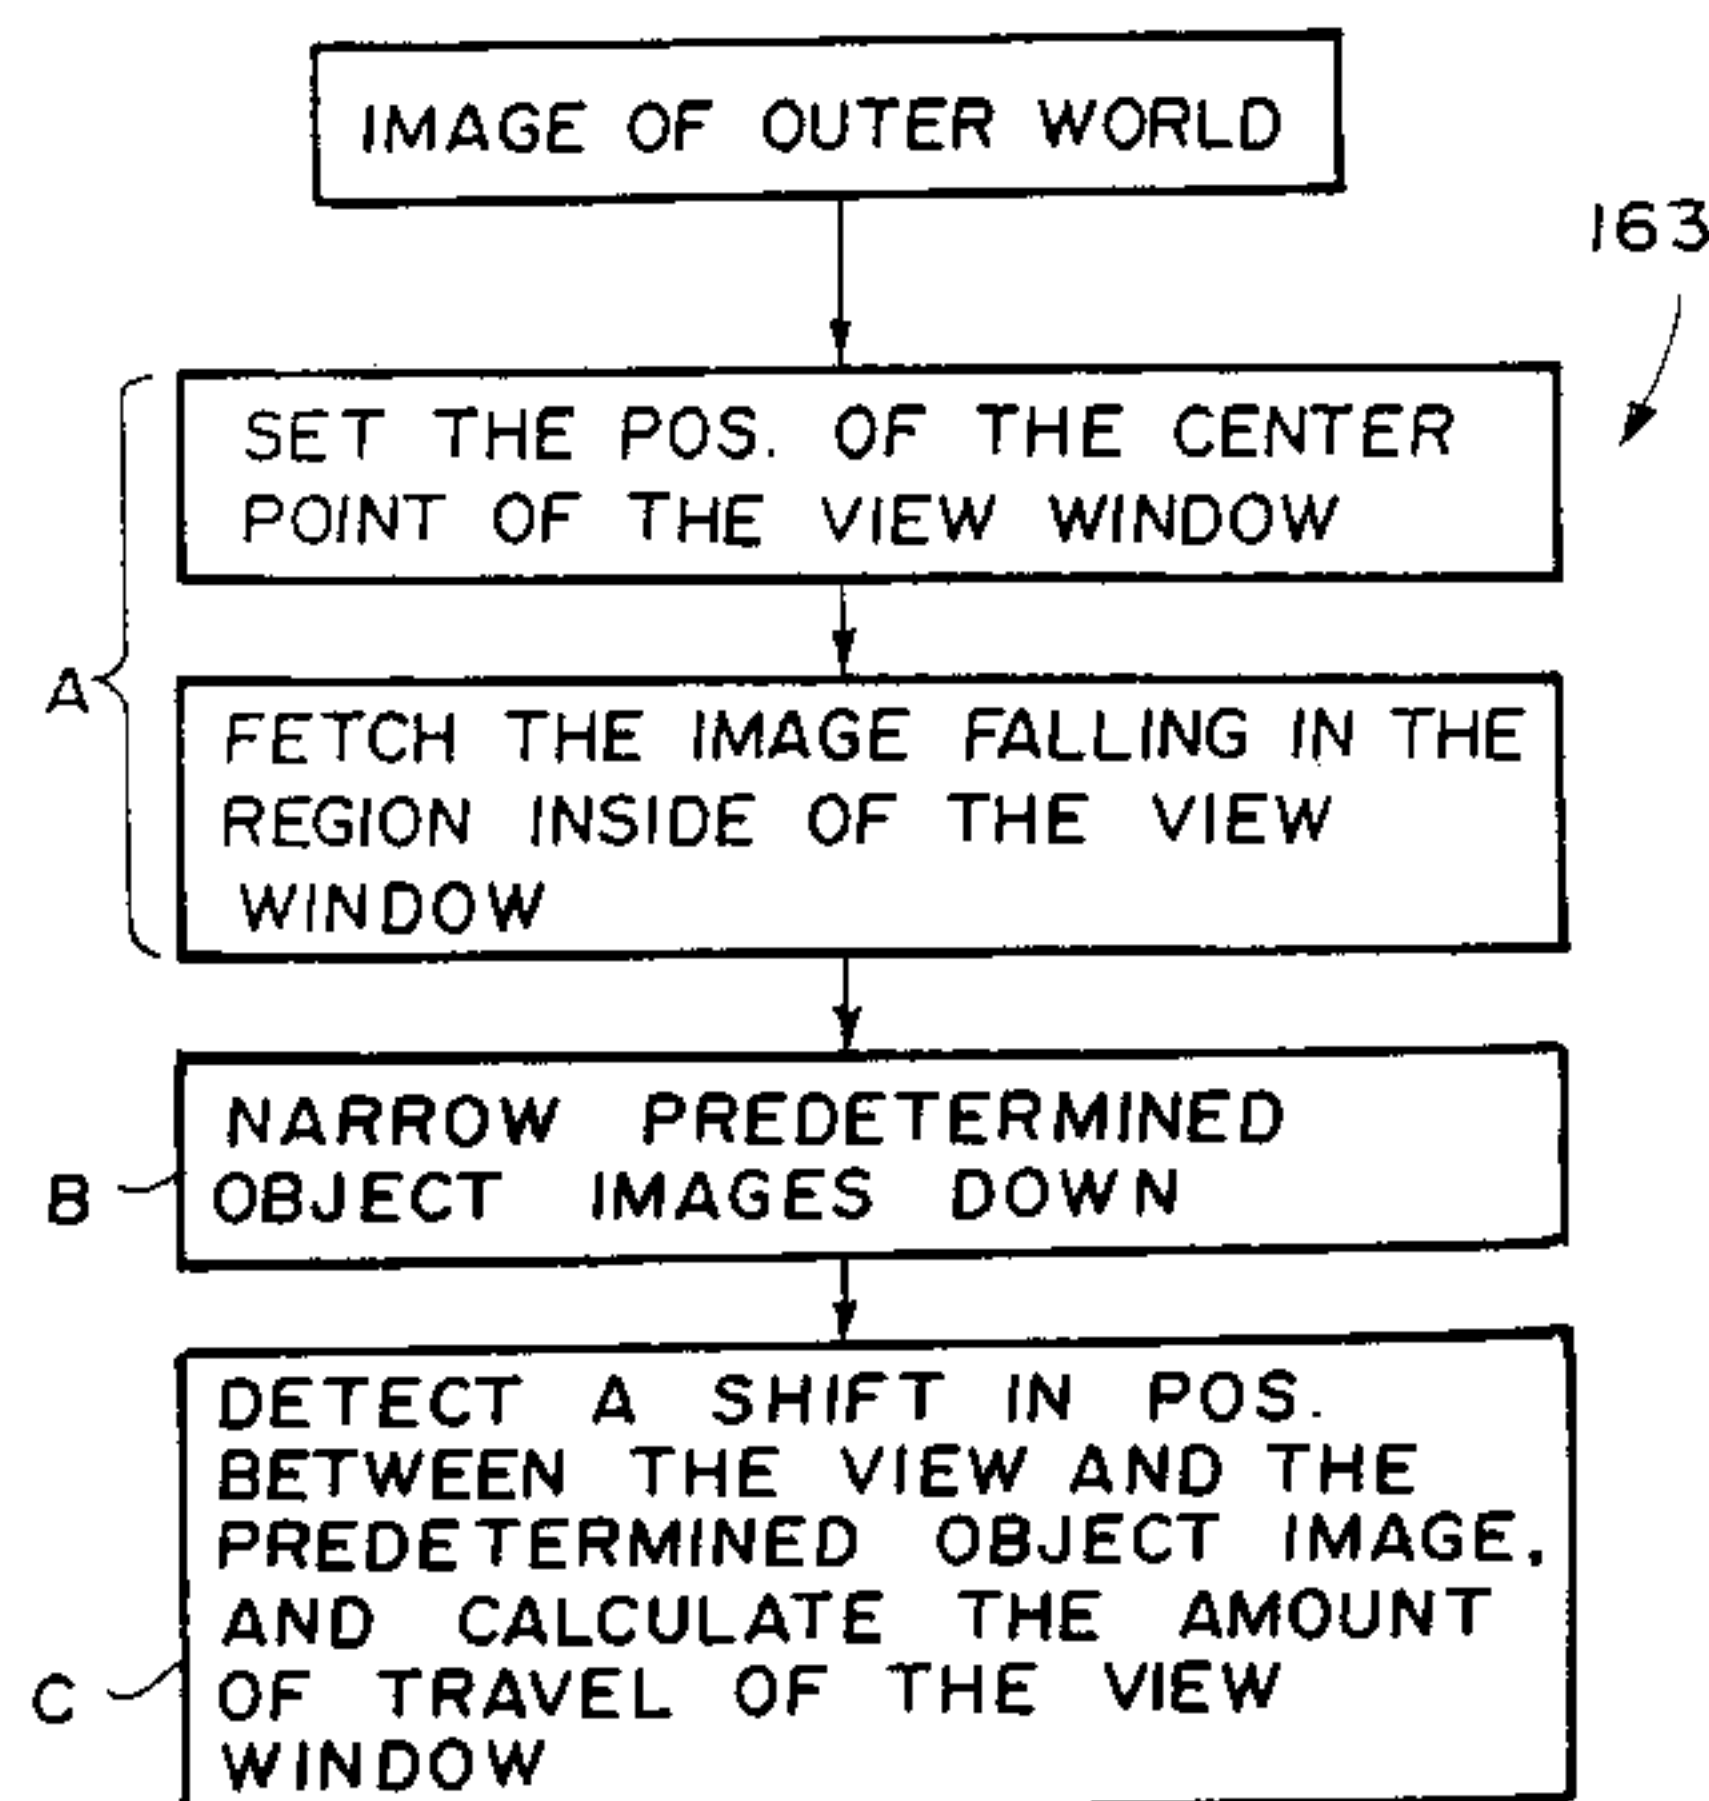 IMAGE OF OUTER WORLD
163
SET THE POS. OF THE CENTER
POINT OF THE VIEW WINDOW
A
FETCH THE IMAGE FALLING IN THE
REGION INSIDE OF THE VIEW
WINDOW
NARROW PREDETERMINED
OBJECT IMAGES DOWN
B
DETECT A SHIFT IN POS.
BETWEEN THE VIEW AND THE
PREDETERMINED OBJECT IMAGE,
AND CALCULATE THE AMOUNT
OF TRAVEL OF THE VIEW
WINDOW
C